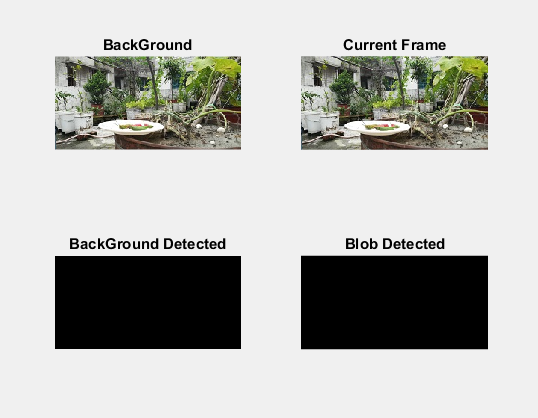 BackGround
Current Frame
BackGround Detected
Blob Detected